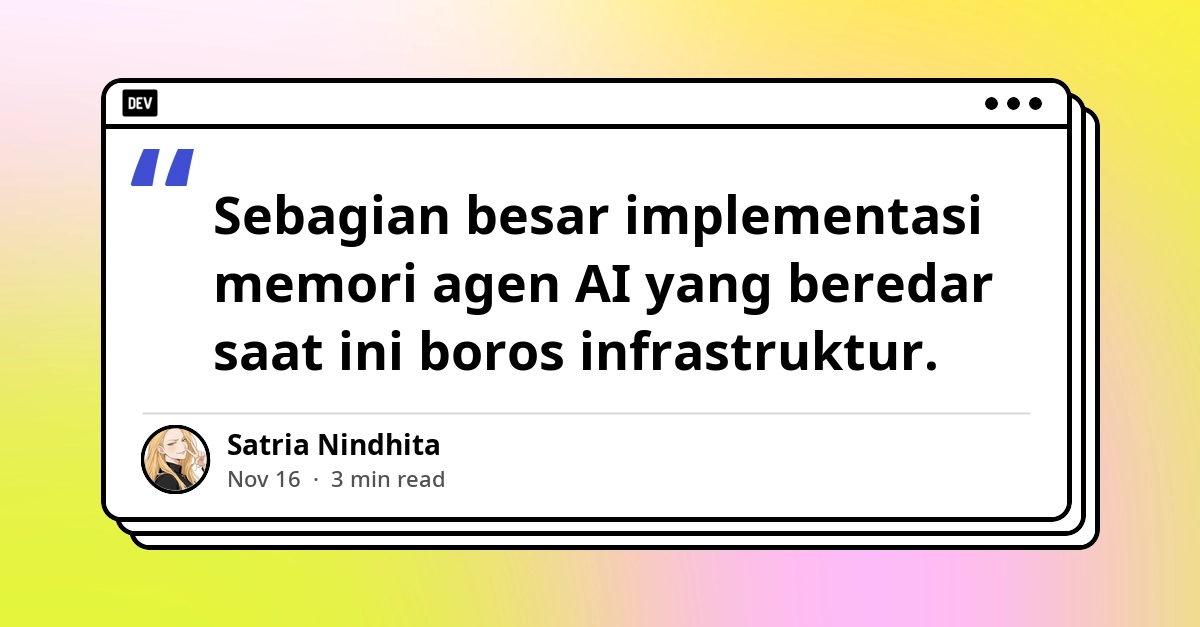 DEV
Sebagian besar implementasi
memori agen AI yang beredar
saat ini boros infrastruktur.
Satria Nindhita
Nov 16 · 3 min read